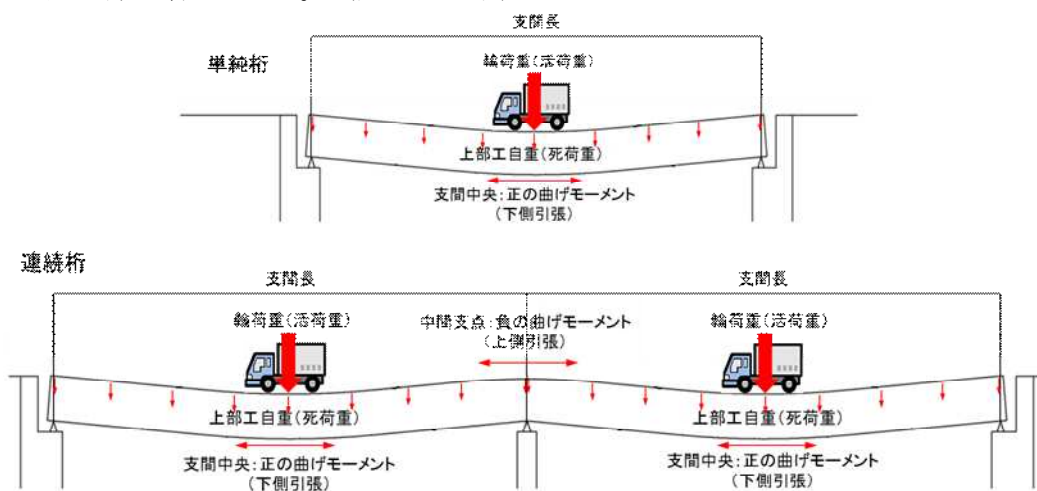 支間長
単純桁
輪荷重(活荷重)
上部工自重(死荷重)
支間中央:正の曲げモーメント
(下側引張)
連続桁
支間長
支間長
輪荷重(活荷重)
中間支点:負の曲げモーメント
(上側引張)
輪荷重(活荷重)
上部工自重(死荷重)
上部工自重(死荷重)
支間中央:正の曲げモーメント
(下側引張)
支間中央:正の曲げモーメント
(下側引張)